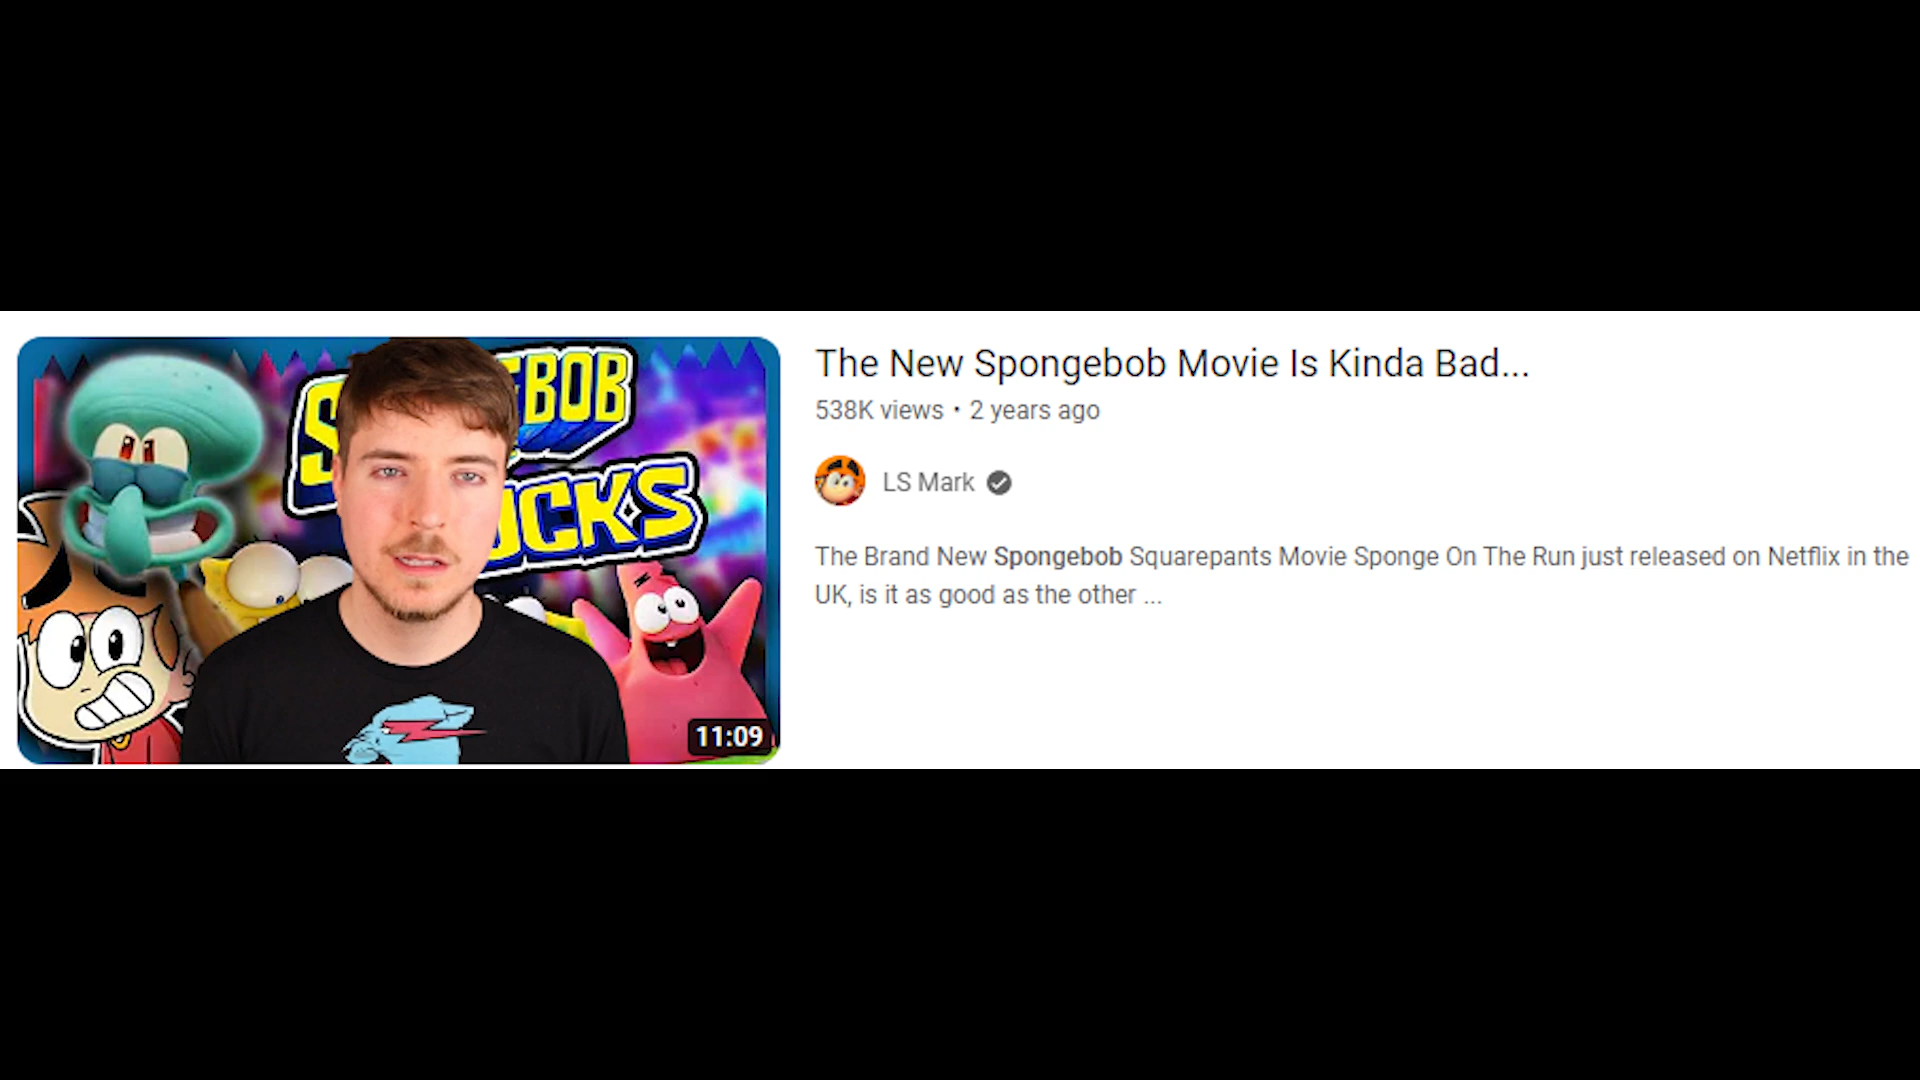 S EBOB
UCKS
11:09
The New Spongebob Movie Is Kinda Bad...
538K views • 2 years ago
LS Mark
The Brand New Spongebob Squarepants Movie Sponge On The Run just released on Netflix in the
UK, is it as good as the other ...